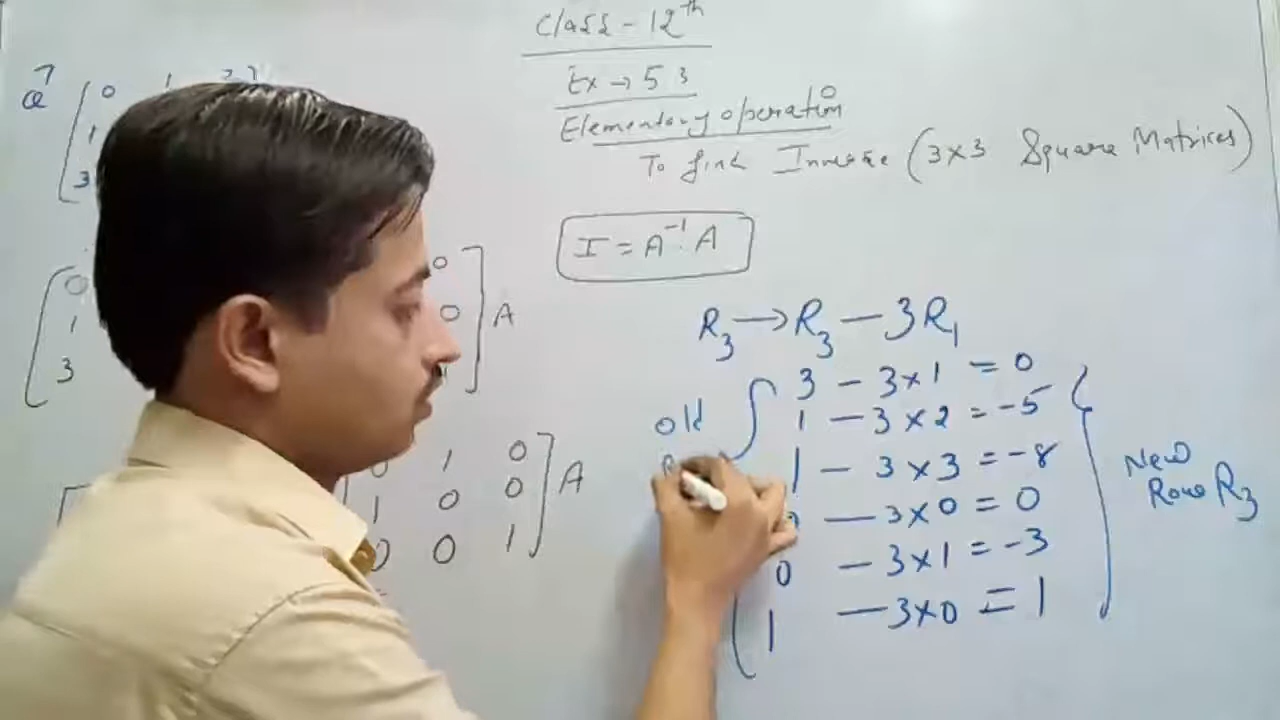 Class - 12th
Ex → 5 3
Elementary operation
To find Inverse (3×3 Square Matrices)
I = A⁻¹ A
Q 0 1
1
3
0 0
1 0 ] A
3
R₃ → R₃ - 3R₁
3 - 3×1 = 0
old 1 - 3×2 = -5
1 - 3×3 = -8
New
Row R₃
- 3×0 = 0
0 - 3×1 = -3
1 - 3×0 = 1
0 1 0
1 0 0 ] A
0 0 1